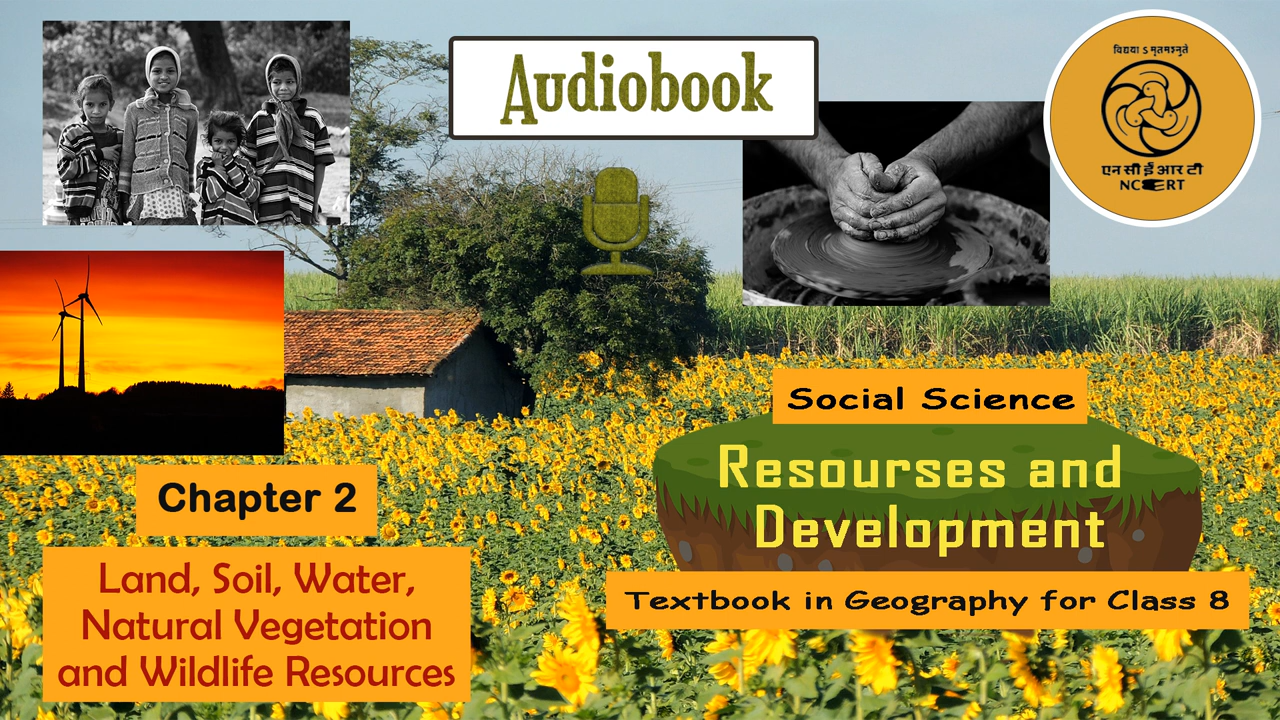 Audiobook
विद्यया ऽ मृतमश्नुते
एन सी ई आर टी
NCERT
Social Science
Resourses and
Development
Textbook in Geography for Class 8
Chapter 2
Land, Soil, Water,
Natural Vegetation
and Wildlife Resources